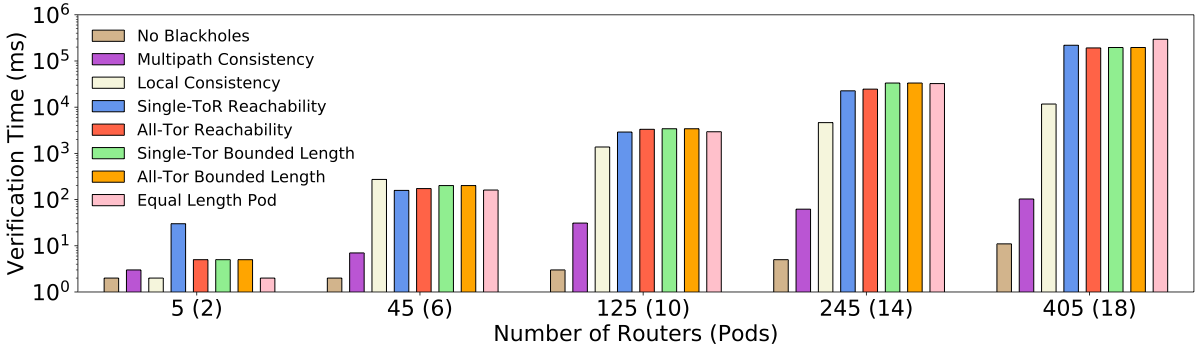 Verification Time (ms)
10^6
10^5
10^4
10^3
10^2
10^1
10^0
No Blackholes
Multipath Consistency
Local Consistency
Single-ToR Reachability
All-Tor Reachability
Single-Tor Bounded Length
All-Tor Bounded Length
Equal Length Pod
5 (2)
45 (6)
125 (10)
245 (14)
405 (18)
Number of Routers (Pods)